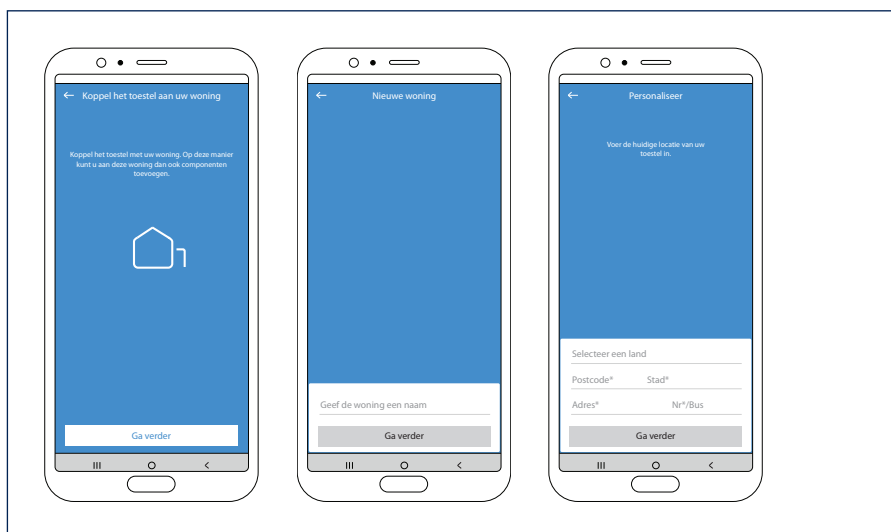 Koppel het toestel aan uw woning
Koppel het toestel met uw woning. Op deze manier
kunt u aan deze woning dan ook componenten
toevoegen.
Ga verder
Nieuwe woning
Geef de woning een naam
Ga verder
Personaliseer
Voer de huidige locatie van uw
toestel in.
Selecteer een land
Postcode* Stad*
Adres* Nr*/Bus
Ga verder